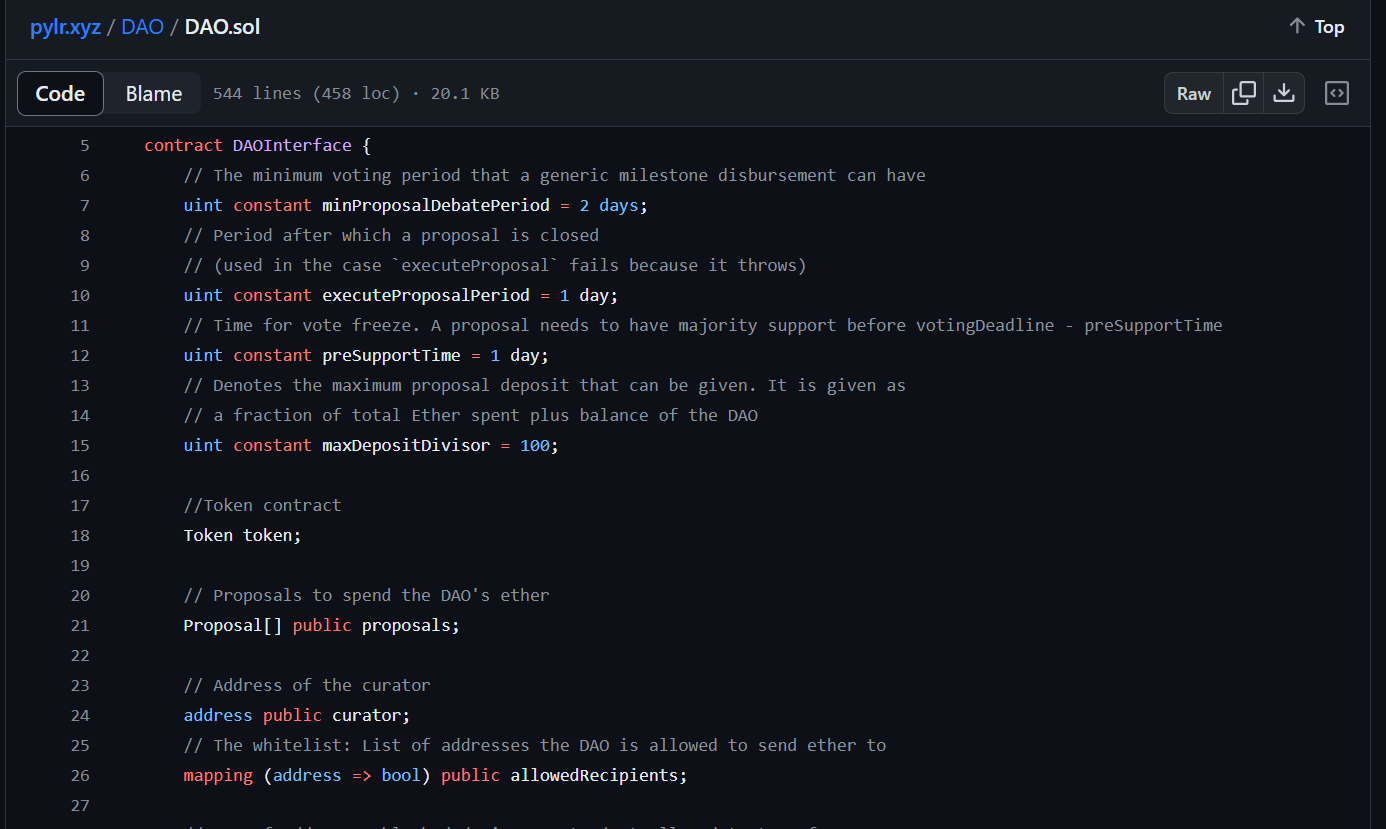 pylr.xyz / DAO / DAO.sol
Top
Code Blame 544 lines (458 loc) · 20.1 KB
Raw
5 contract DAOInterface {
6 // The minimum voting period that a generic milestone disbursement can have
7 uint constant minProposalDebatePeriod = 2 days;
8 // Period after which a proposal is closed
9 // (used in the case `executeProposal` fails because it throws)
10 uint constant executeProposalPeriod = 1 day;
11 // Time for vote freeze. A proposal needs to have majority support before votingDeadline - preSupportTime
12 uint constant preSupportTime = 1 day;
13 // Denotes the maximum proposal deposit that can be given. It is given as
14 // a fraction of total Ether spent plus balance of the DAO
15 uint constant maxDepositDivisor = 100;
16
17 //Token contract
18 Token token;
19
20 // Proposals to spend the DAO's ether
21 Proposal[] public proposals;
22
23 // Address of the curator
24 address public curator;
25 // The whitelist: List of addresses the DAO is allowed to send ether to
26 mapping (address => bool) public allowedRecipients;
27